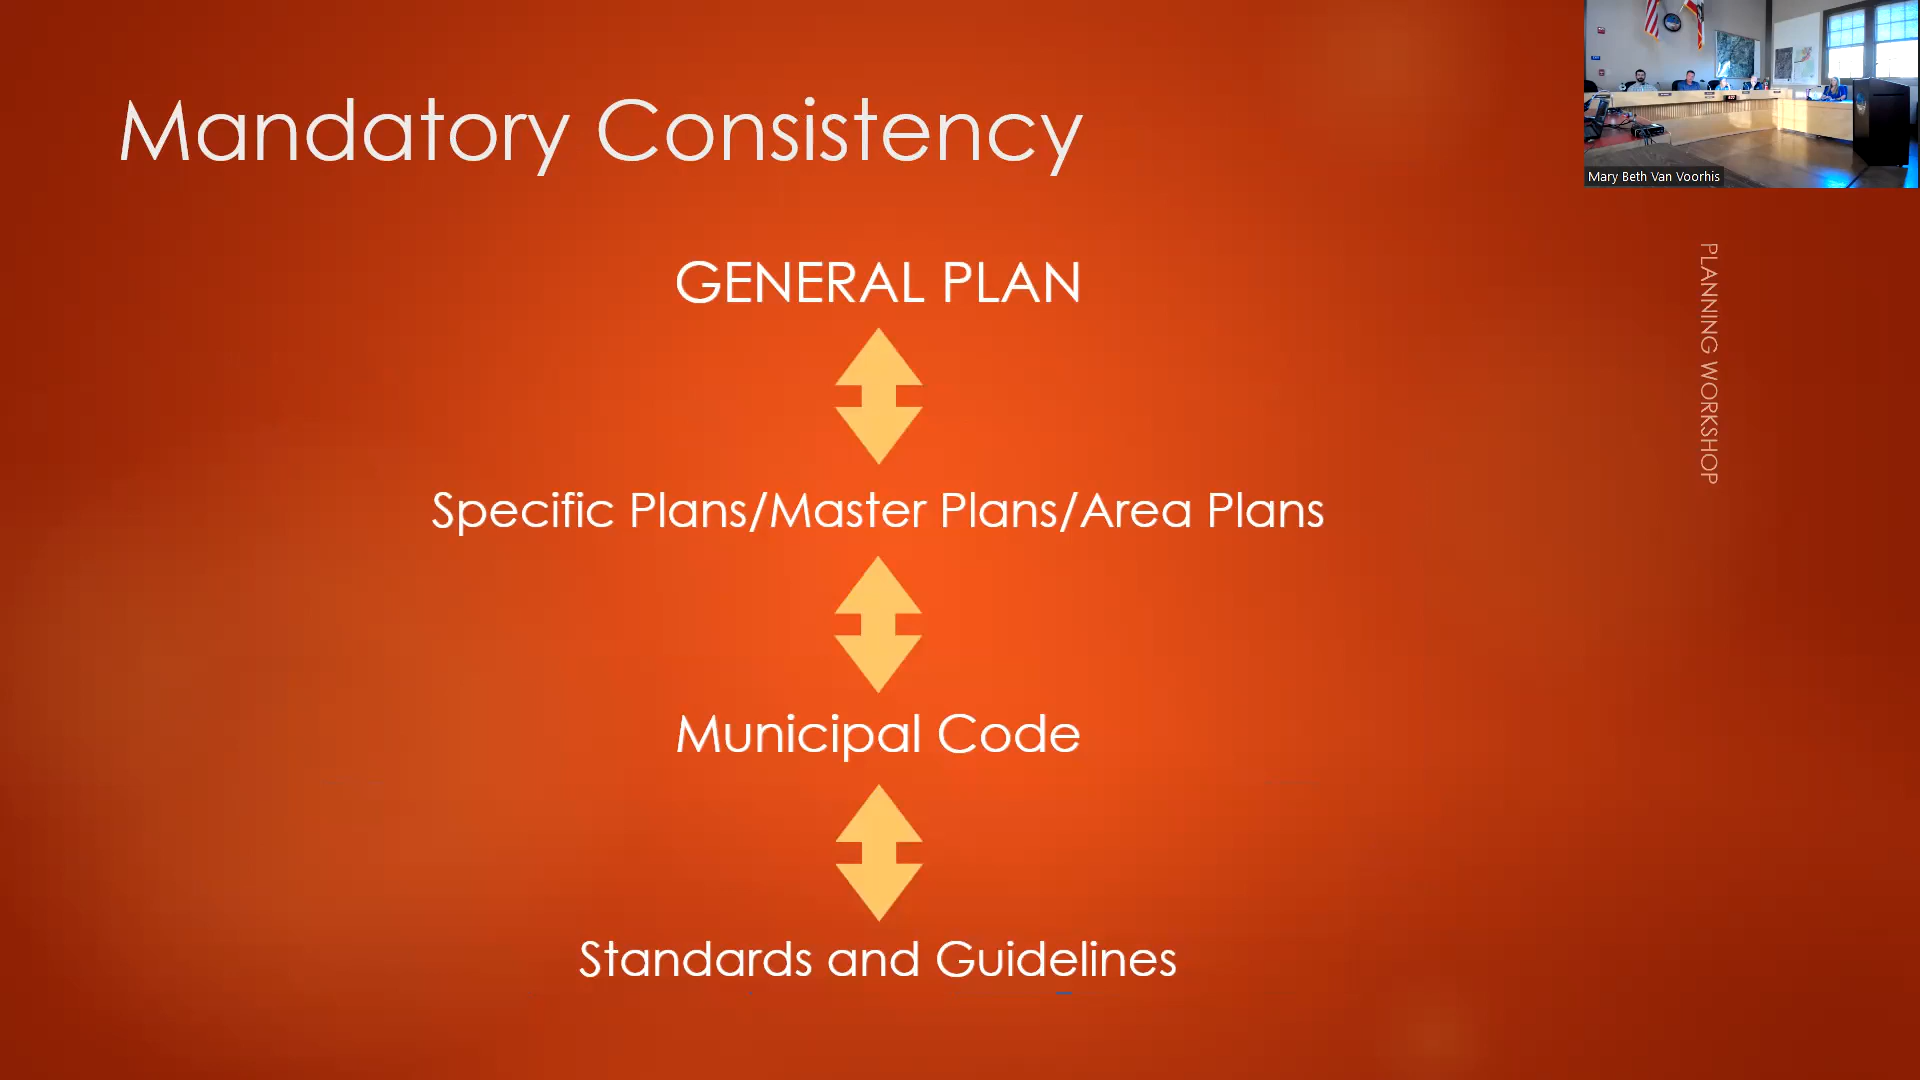 Mandatory Consistency
GENERAL PLAN
Specific Plans/Master Plans/Area Plans
Municipal Code
Standards and Guidelines
PLANNING WORKSHOP
Mary Beth Van Voorhis